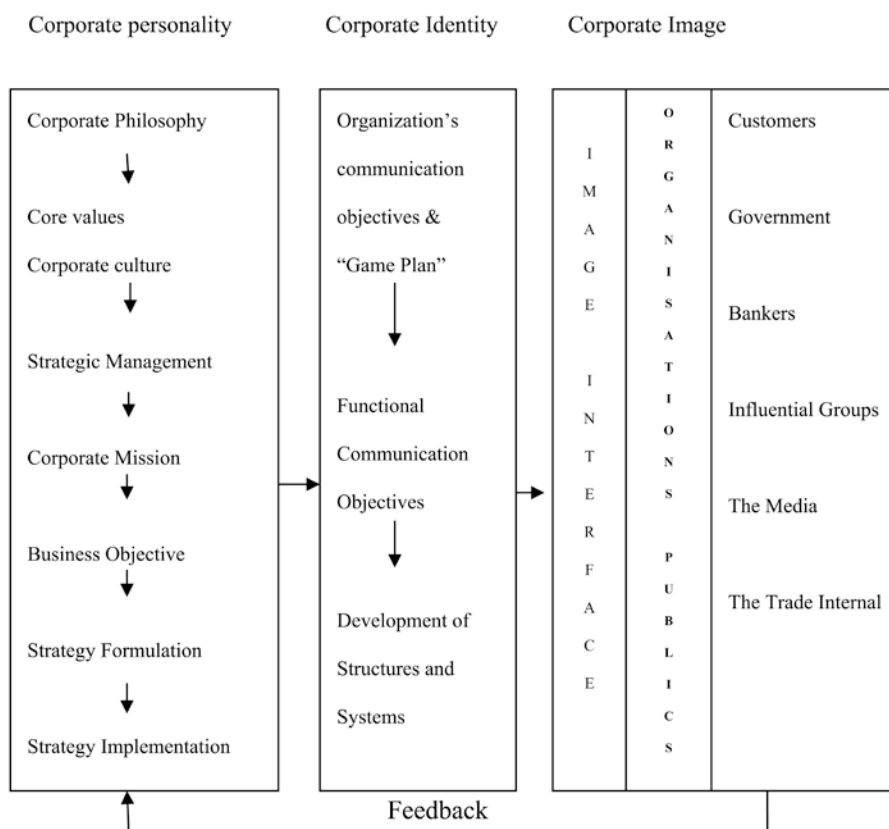 Corporate personality
Corporate Identity
Corporate Image
Corporate Philosophy
Core values
Corporate culture
Strategic Management
Corporate Mission
Business Objective
Strategy Formulation
Strategy Implementation
Organization’s
communication
objectives &
“Game Plan”
Functional
Communication
Objectives
Development of
Structures and
Systems
IMAGE INTERFACE
ORGANISATIONS PUBLICS
Customers
Government
Bankers
Influential Groups
The Media
The Trade Internal
Feedback